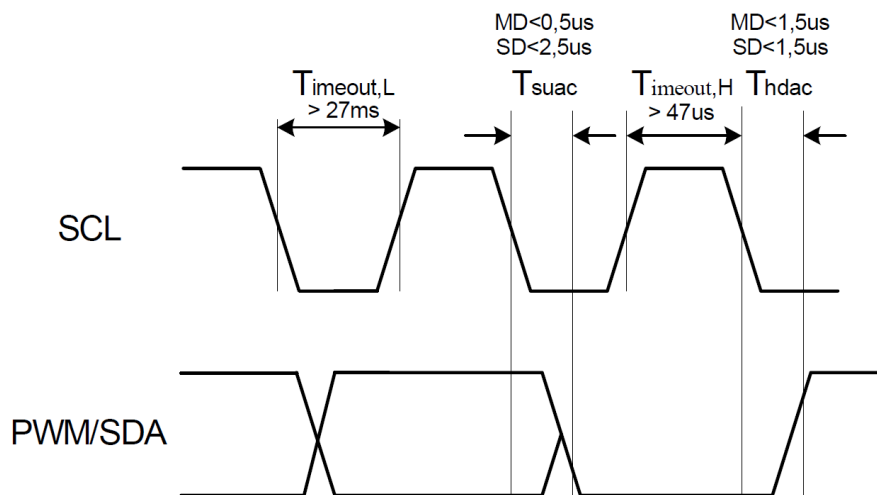 MD<0,5us
SD<2,5us
MD<1,5us
SD<1,5us
Timeout,L
> 27ms
Tsuac
Timeout,H
> 47us
Thdac
SCL
PWM/SDA